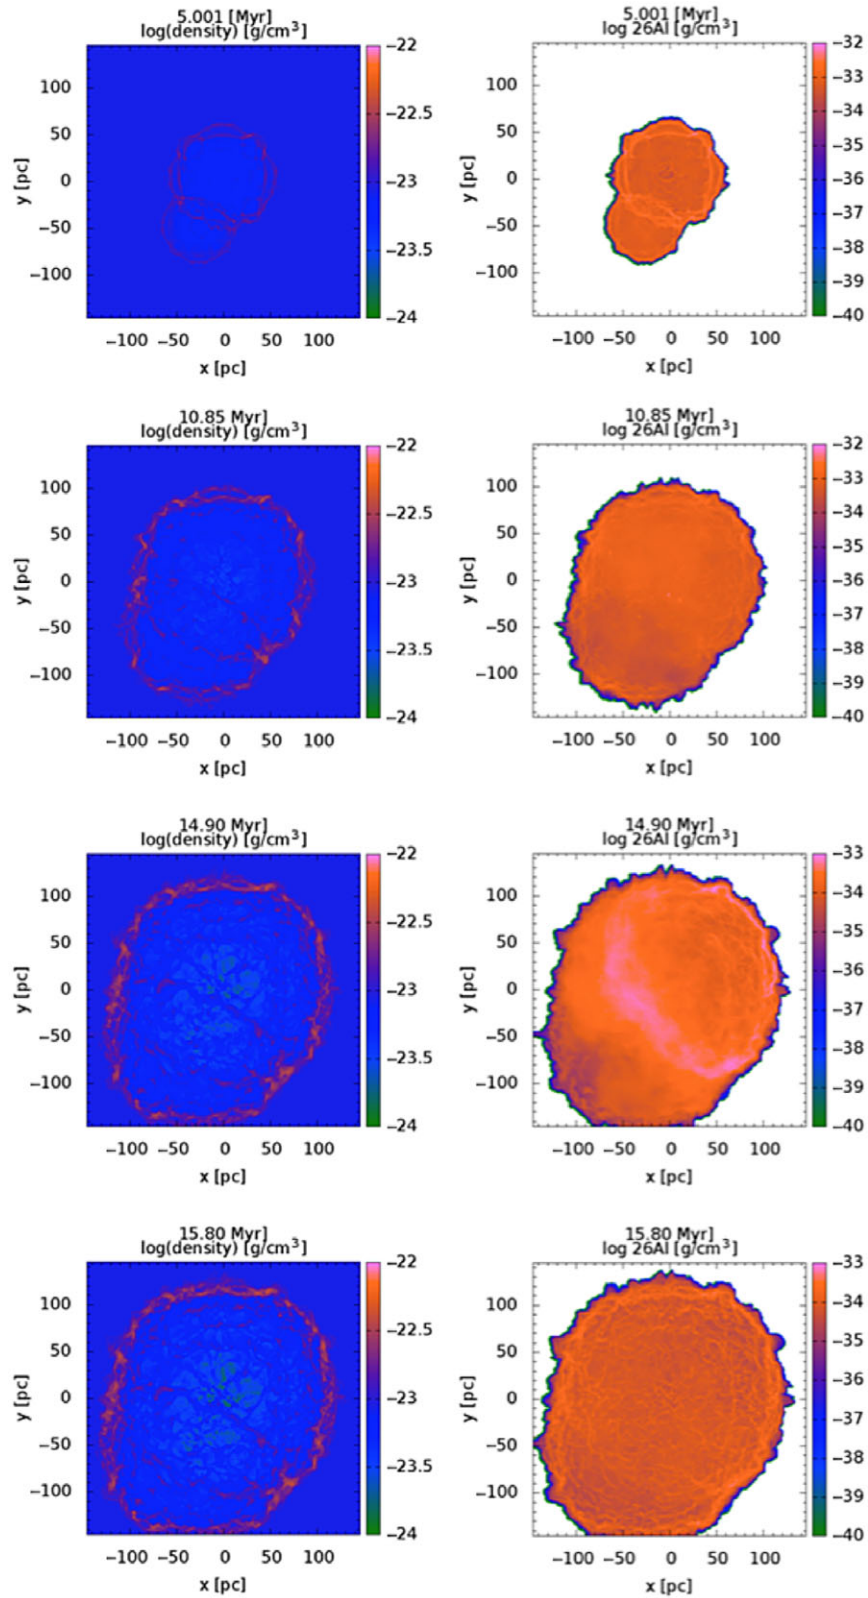 5.001 [Myr]
log(density) [g/cm³]
−22
−22.5
−23
−23.5
−24
100
50
0
−50
−100
y [pc]
−100 −50 0 50 100
x [pc]
5.001 [Myr]
log 26Al [g/cm³]
−32
−33
−34
−35
−36
−37
−38
−39
−40
100
50
0
−50
−100
y [pc]
−100 −50 0 50 100
x [pc]
10.85 Myr]
log(density) [g/cm³]
−22
−22.5
−23
−23.5
−24
100
50
0
−50
−100
y [pc]
−100 −50 0 50 100
x [pc]
10.85 Myr]
log 26Al [g/cm³]
−32
−33
−34
−35
−36
−37
−38
−39
−40
100
50
0
−50
−100
y [pc]
−100 −50 0 50 100
x [pc]
14.90 Myr]
log(density) [g/cm³]
−22
−22.5
−23
−23.5
−24
100
50
0
−50
−100
y [pc]
−100 −50 0 50 100
x [pc]
14.90 Myr]
log 26Al [g/cm³]
−33
−34
−35
−36
−37
−38
−39
−40
100
50
0
−50
−100
y [pc]
−100 −50 0 50 100
x [pc]
15.80 Myr]
log(density) [g/cm³]
−22
−22.5
−23
−23.5
−24
100
50
0
−50
−100
y [pc]
−100 −50 0 50 100
x [pc]
15.80 Myr]
log 26Al [g/cm³]
−33
−34
−35
−36
−37
−38
−39
−40
100
50
0
−50
−100
y [pc]
−100 −50 0 50 100
x [pc]